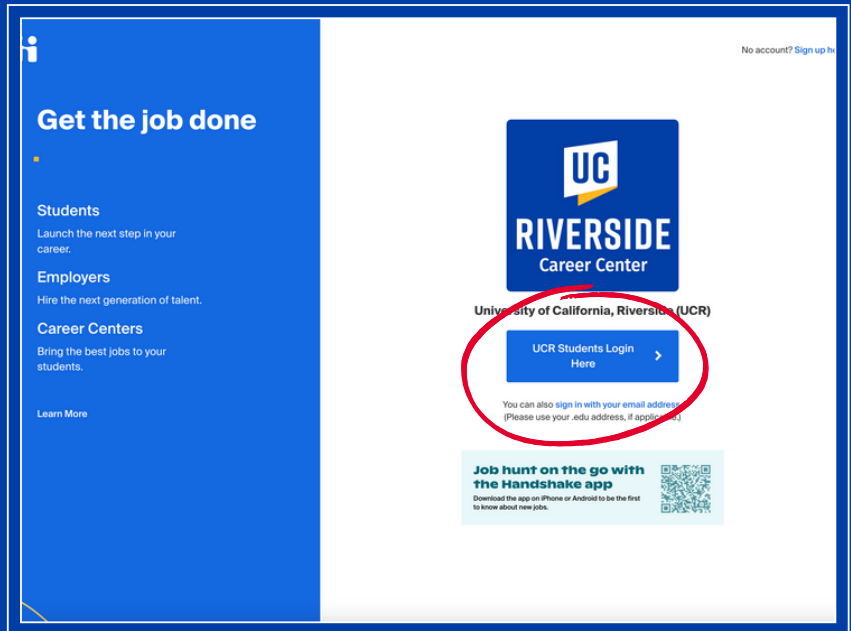 Get the job done
Students
Launch the next step in your
career.
Employers
Hire the next generation of talent.
Career Centers
Bring the best jobs to your
students.
Learn More
No account? Sign up
UC
RIVERSIDE
Career Center
University of California, Riverside (UCR)
UCR Students Login
Here
You can also sign in with your email address.
(Please use your .edu address, if applicable.)
Job hunt on the go with
the Handshake app
Download the app on iPhone or Android to be the first
to know about new jobs.